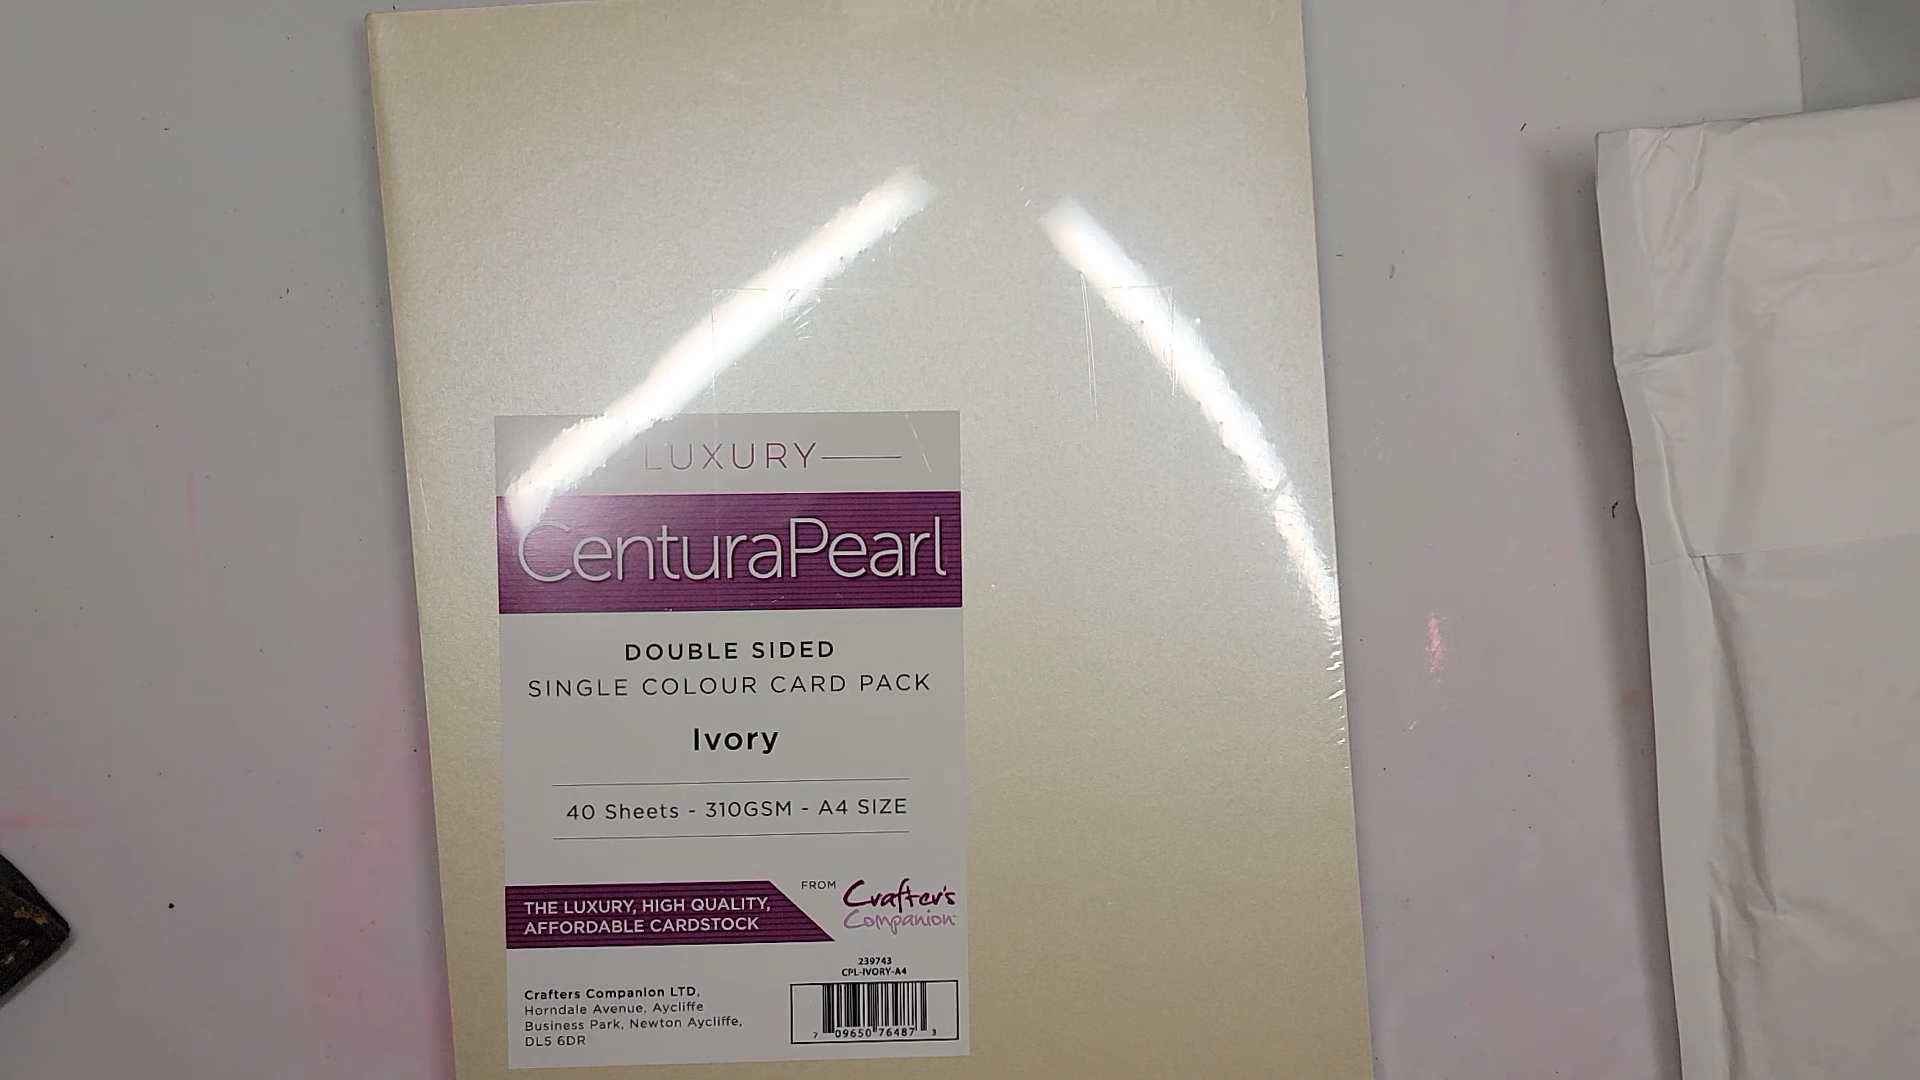 LUXURY
CenturaPearl
DOUBLE SIDED
SINGLE COLOUR CARD PACK
Ivory
40 Sheets - 310GSM - A4 SIZE
THE LUXURY, HIGH QUALITY,
AFFORDABLE CARDSTOCK
FROM
Crafter's
Companion
239743
CPL-IVORY-A4
Crafters Companion LTD,
Horndale Avenue, Aycliffe
Business Park, Newton Aycliffe,
DL5 6DR
7 09650 76487 3